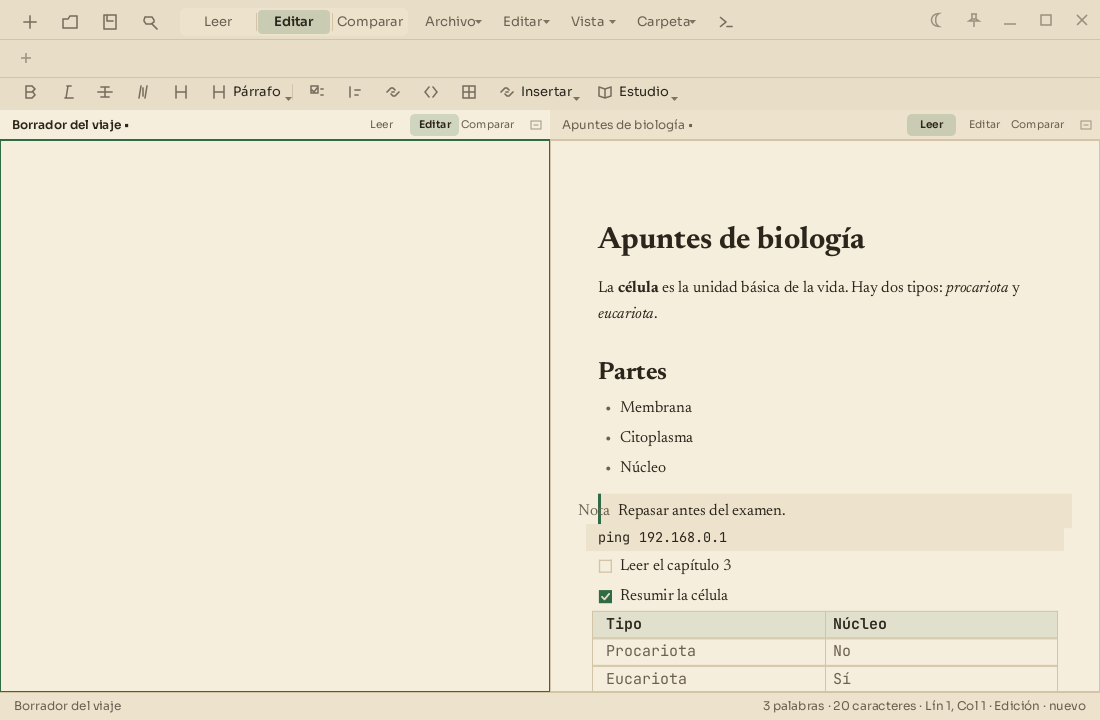 Leer Editar Comparar Archivo Editar Vista Carpeta
Párrafo Insertar Estudio
Borrador del viaje • Leer Editar Comparar
Apuntes de biología • Leer Editar Comparar
Apuntes de biología
La célula es la unidad básica de la vida. Hay dos tipos: procariota y
eucariota.
Partes
• Membrana
• Citoplasma
• Núcleo
Nota Repasar antes del examen.
ping 192.168.0.1
Leer el capítulo 3
Resumir la célula
Tipo Núcleo
Procariota No
Eucariota Sí
Borrador del viaje 3 palabras · 20 caracteres · Lín 1, Col 1 · Edición · nuevo